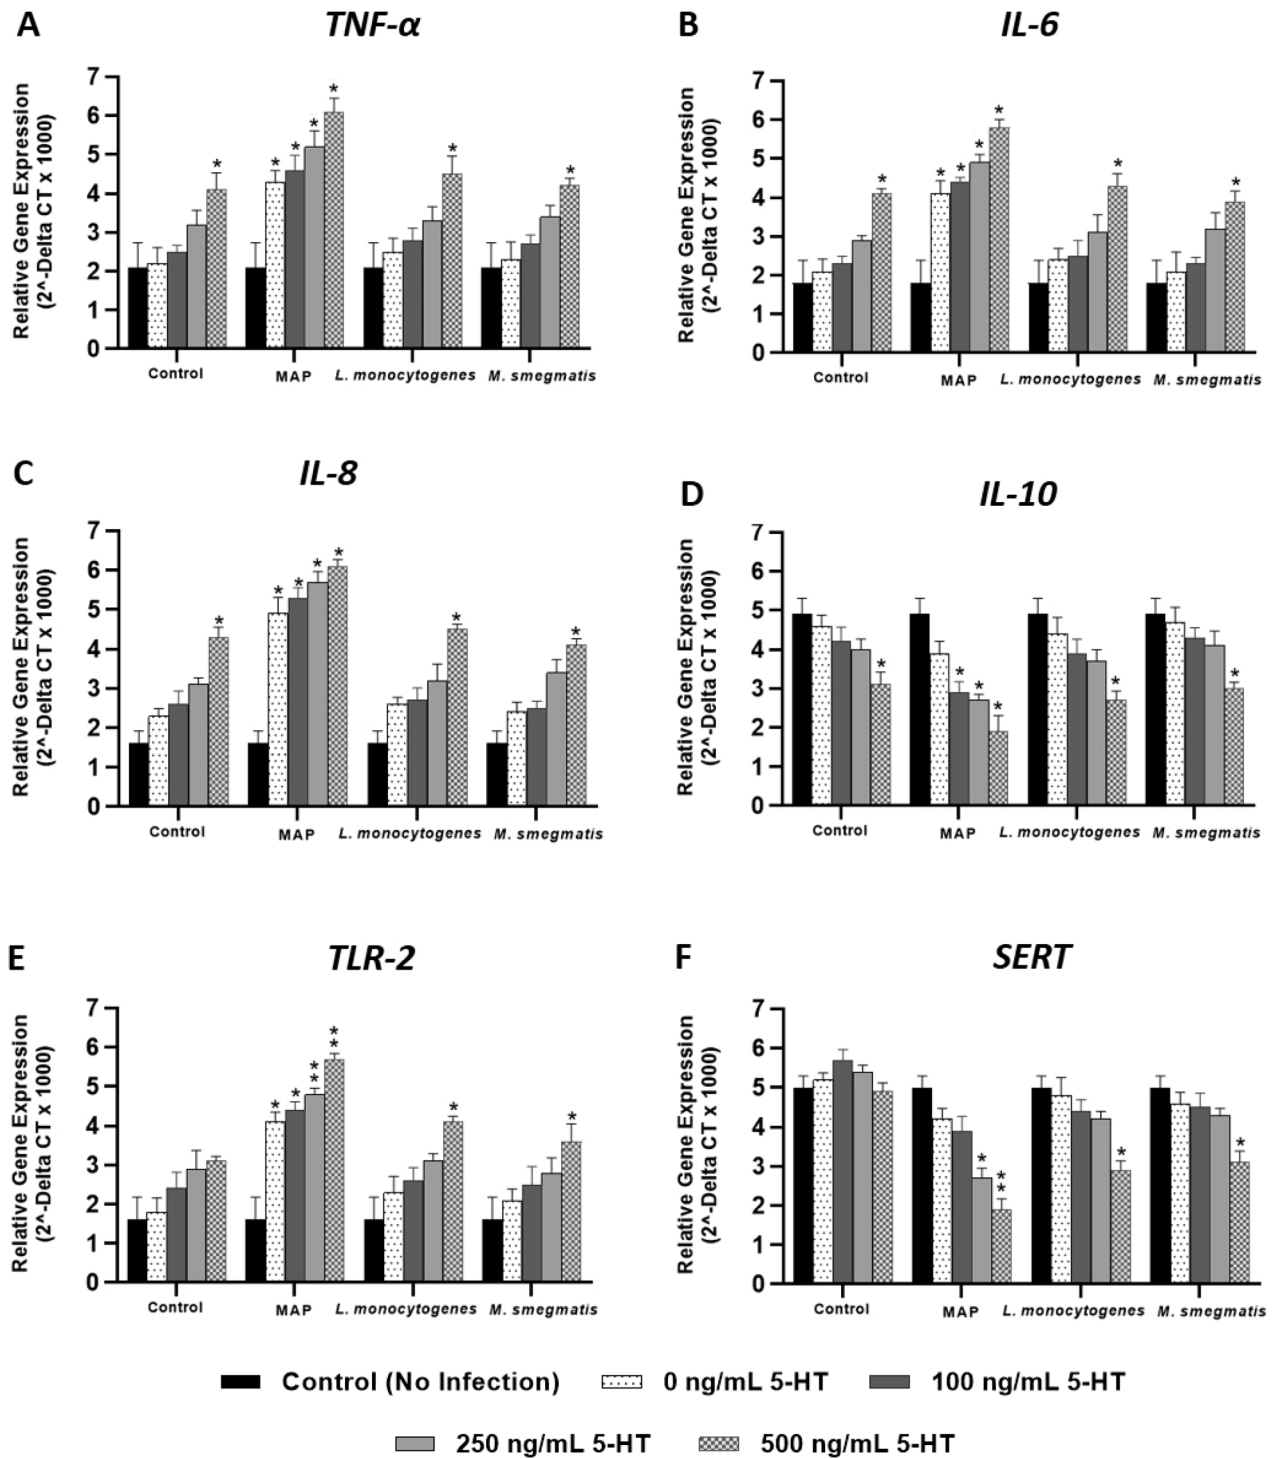 A
TNF-α
Relative Gene Expression
(2^-Delta CT x 1000)
7
6
5
4
3
2
1
0
* * * * * * *
Control MAP L. monocytogenes M. smegmatis
B
IL-6
Relative Gene Expression
(2^-Delta CT x 1000)
7
6
5
4
3
2
1
0
* * * * * * *
Control MAP L. monocytogenes M. smegmatis
C
IL-8
Relative Gene Expression
(2^-Delta CT x 1000)
7
6
5
4
3
2
1
0
* * * * * * *
Control MAP L. monocytogenes M. smegmatis
D
IL-10
Relative Gene Expression
(2^-Delta CT x 1000)
7
6
5
4
3
2
1
0
* * * * * *
Control MAP L. monocytogenes M. smegmatis
E
TLR-2
Relative Gene Expression
(2^-Delta CT x 1000)
7
6
5
4
3
2
1
0
* * ** ** * *
Control MAP L. monocytogenes M. smegmatis
F
SERT
Relative Gene Expression
(2^-Delta CT x 1000)
7
6
5
4
3
2
1
0
* ** * *
Control MAP L. monocytogenes M. smegmatis
Control (No Infection) 0 ng/mL 5-HT 100 ng/mL 5-HT
250 ng/mL 5-HT 500 ng/mL 5-HT